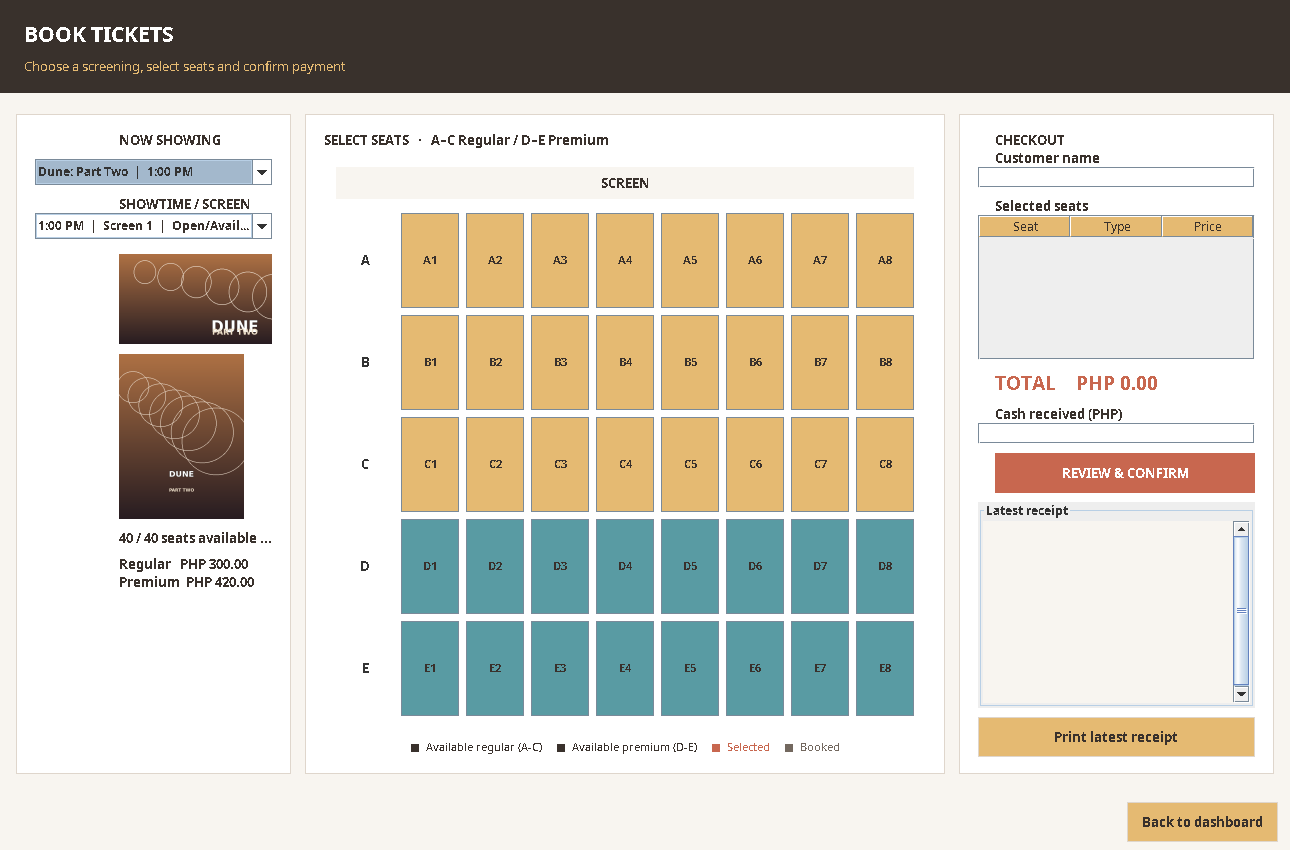 BOOK TICKETS
Choose a screening, select seats and confirm payment
NOW SHOWING
Dune: Part Two | 1:00 PM
SHOWTIME / SCREEN
1:00 PM | Screen 1 | Open/Avail...
DUNE
PART TWO
DUNE
PART TWO
40 / 40 seats available ...
Regular PHP 300.00
Premium PHP 420.00
SELECT SEATS · A–C Regular / D–E Premium
SCREEN
A A1 A2 A3 A4 A5 A6 A7 A8
B B1 B2 B3 B4 B5 B6 B7 B8
C C1 C2 C3 C4 C5 C6 C7 C8
D D1 D2 D3 D4 D5 D6 D7 D8
E E1 E2 E3 E4 E5 E6 E7 E8
Available regular (A-C) Available premium (D-E) Selected Booked
CHECKOUT
Customer name
Selected seats
Seat Type Price
TOTAL PHP 0.00
Cash received (PHP)
REVIEW & CONFIRM
Latest receipt
Print latest receipt
Back to dashboard